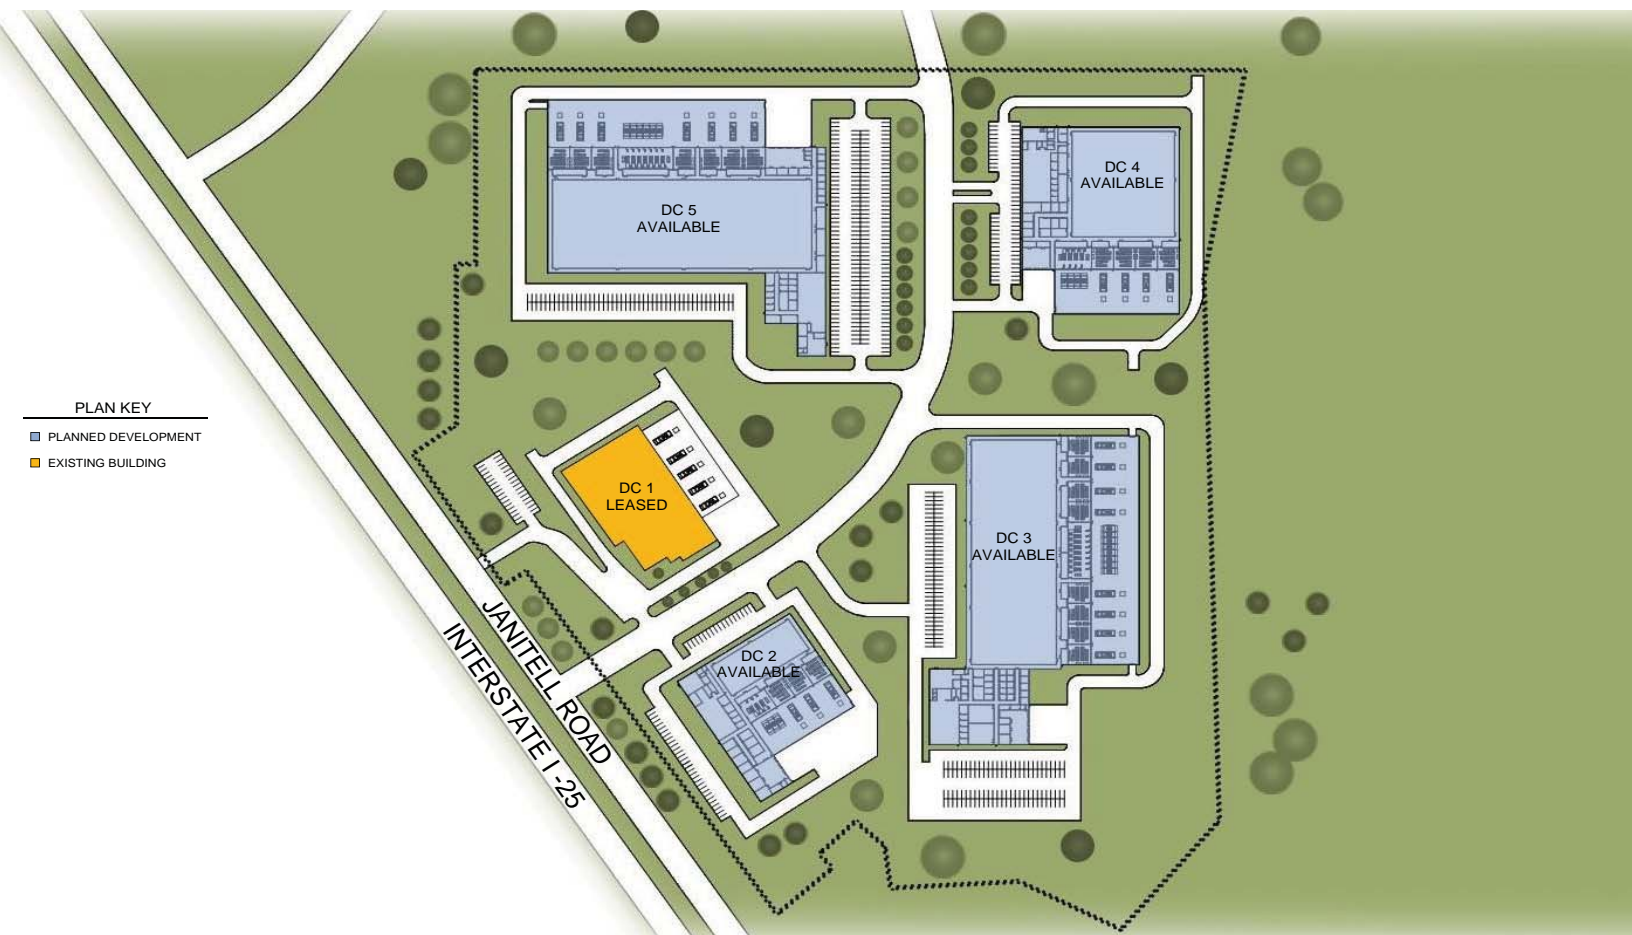 DC 5
AVAILABLE
DC 4
AVAILABLE
PLAN KEY
PLANNED DEVELOPMENT
EXISTING BUILDING
DC 1
LEASED
DC 3
AVAILABLE
DC 2
AVAILABLE
JANITELL ROAD
INTERSTATE I -25